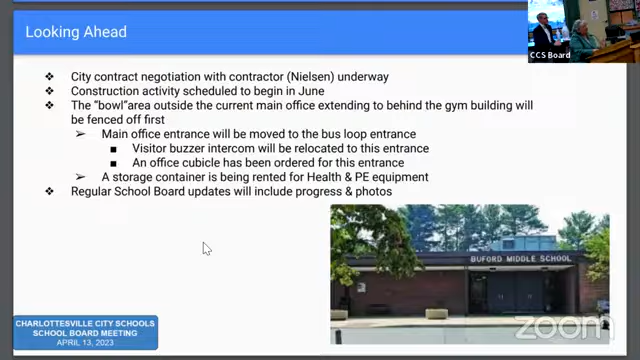 Looking Ahead
CCS Board
❖ City contract negotiation with contractor (Nielsen) underway
❖ Construction activity scheduled to begin in June
❖ The "bowl"area outside the current main office extending to behind the gym building will
be fenced off first
➢ Main office entrance will be moved to the bus loop entrance
■ Visitor buzzer intercom will be relocated to this entrance
■ An office cubicle has been ordered for this entrance
➢ A storage container is being rented for Health & PE equipment
❖ Regular School Board updates will include progress & photos
BUFORD MIDDLE SCHOOL
CHARLOTTESVILLE CITY SCHOOLS
SCHOOL BOARD MEETING
APRIL 13, 2023
zoom